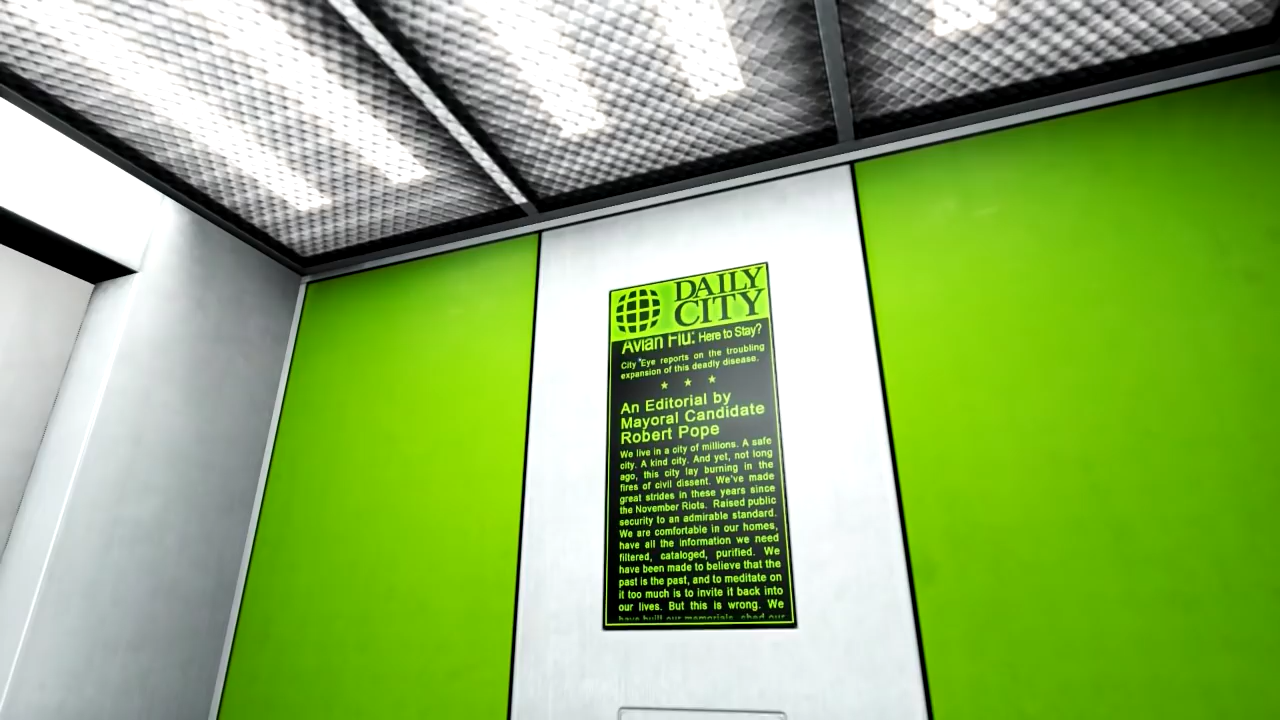 DAILY
CITY
Avian Flu: Here to Stay?
City Eye reports on the troubling
expansion of this deadly disease.
An Editorial by
Mayoral Candidate
Robert Pope
We live in a city of millions. A safe
city. A kind city. And yet, not long
ago, this city lay burning in the
fires of civil dissent. We've made
great strides in these years since
the November Riots. Raised public
security to an admirable standard.
We are comfortable in our homes,
have all the information we need
filtered, cataloged, purified. We
have been made to believe that the
past is the past, and to meditate on
it too much is to invite it back into
our lives. But this is wrong. We
have built our memorials, shed our